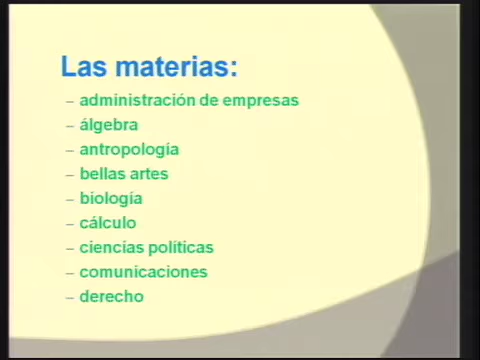 Las materias:
– administración de empresas
– álgebra
– antropología
– bellas artes
– biología
– cálculo
– ciencias políticas
– comunicaciones
– derecho